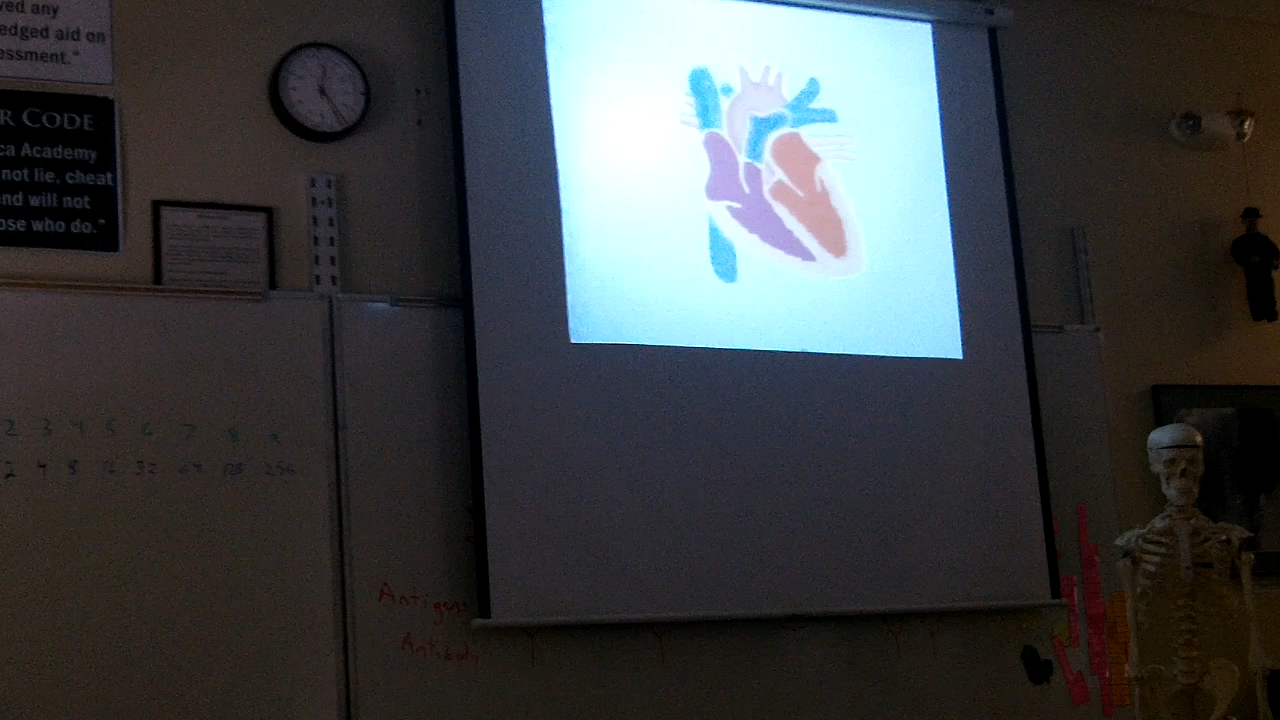 ved any
edged aid on
essment."
R CODE
ca Academy
not lie, cheat
nd will not
ose who do."
2 3 4 5 6 7 8 9
2 4 8 16 32 64 128 256
Antigens
Antibody